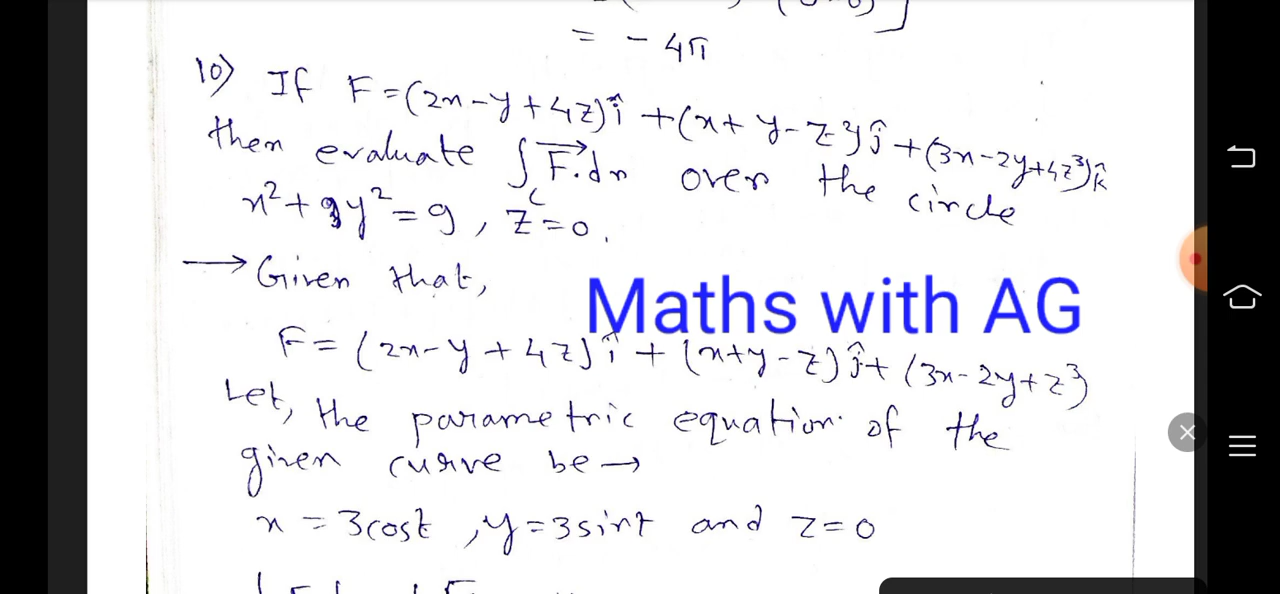 = - 4π
10) If F = (2x-y+4z)î + (x+y-z²)ĵ + (3x-2y+4z³)k̂
then evaluate ∫F.dr over the circle
c
x²+9y²=9, z=0.
→ Given that,
Maths with AG
F = (2x-y+4z)î + (x+y-z)ĵ + (3x-2y+z³)
Let, the parametric equation of the
given curve be →
x = 3cost, y=3sint and z=0